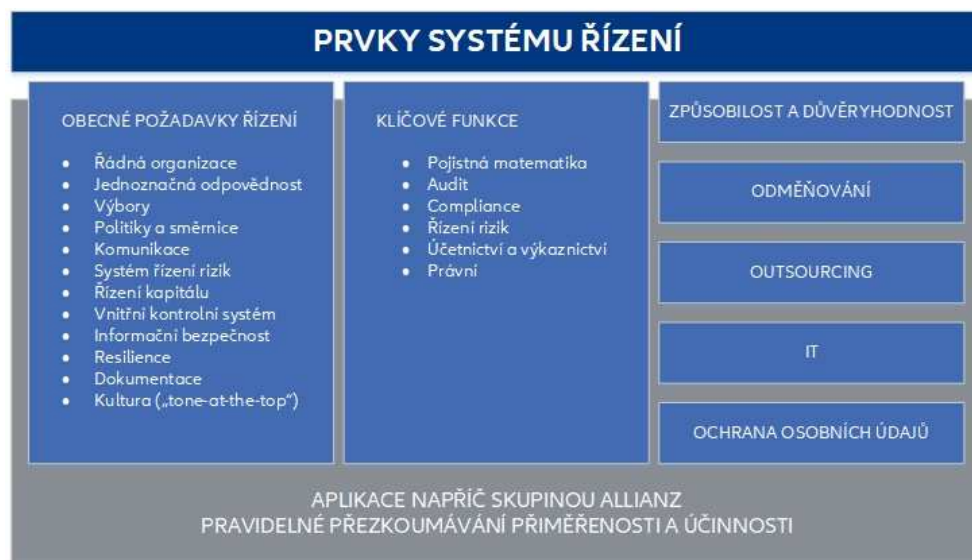 PRVKY SYSTÉMU ŘÍZENÍ
OBECNÉ POŽADAVKY ŘÍZENÍ
• Řádná organizace
• Jednoznačná odpovědnost
• Výbory
• Politiky a směrnice
• Komunikace
• Systém řízení rizik
• Řízení kapitálu
• Vnitřní kontrolní systém
• Informační bezpečnost
• Resilience
• Dokumentace
• Kultura („tone-at-the-top“)
KLÍČOVÉ FUNKCE
• Pojistná matematika
• Audit
• Compliance
• Řízení rizik
• Účetnictví a výkaznictví
• Právní
ZPŮSOBILOST A DŮVĚRYHODNOST
ODMĚŇOVÁNÍ
OUTSOURCING
IT
OCHRANA OSOBNÍCH ÚDAJŮ
APLIKACE NAPŘÍČ SKUPINOU ALLIANZ
PRAVIDELNÉ PŘEZKOUMÁVÁNÍ PŘIMĚŘENOSTI A ÚČINNOSTI